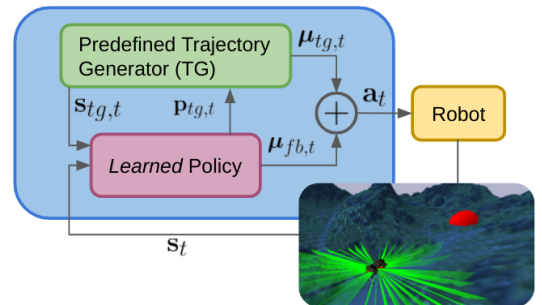 Predefined Trajectory
Generator (TG)
μ_{tg,t}
s_{tg,t}
p_{tg,t}
+
a_t
Robot
Learned Policy
μ_{fb,t}
s_t